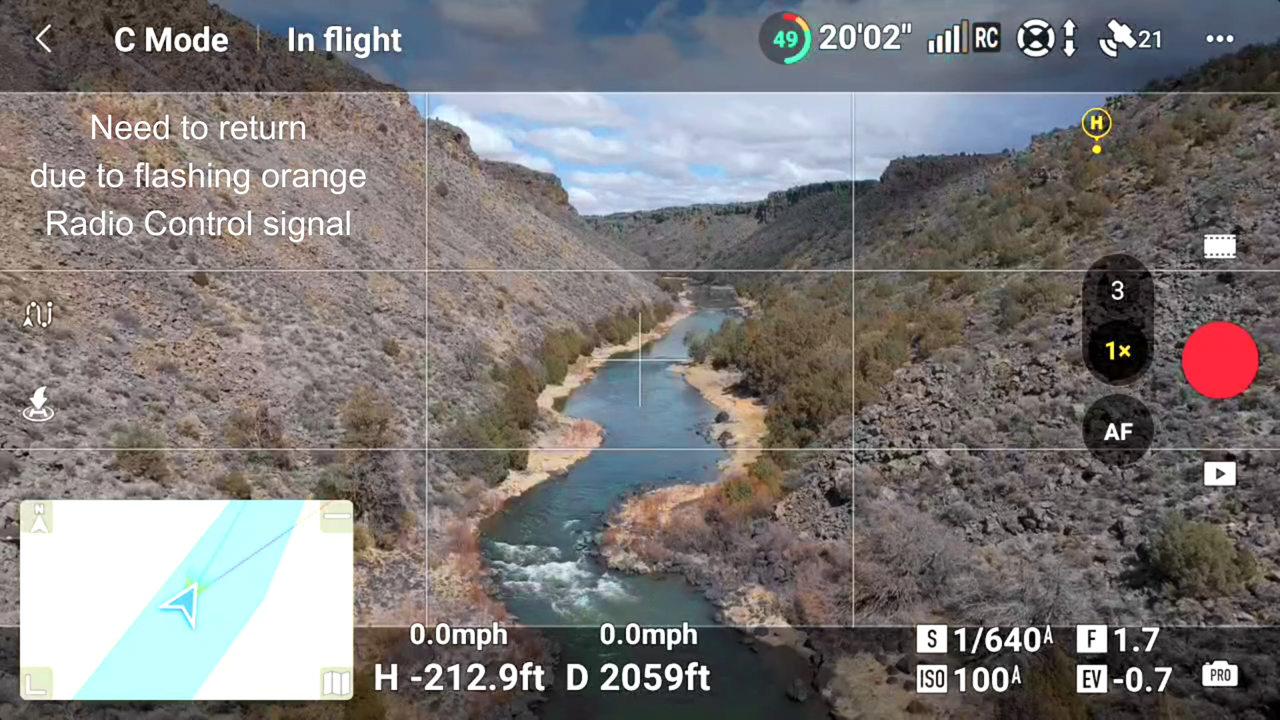 C Mode
In flight
49
20'02"
RC
21
Need to return
due to flashing orange
Radio Control signal
H
3
1×
AF
N
L
0.0mph
0.0mph
H -212.9ft
D 2059ft
S 1/640A
F 1.7
ISO 100A
EV -0.7
PRO